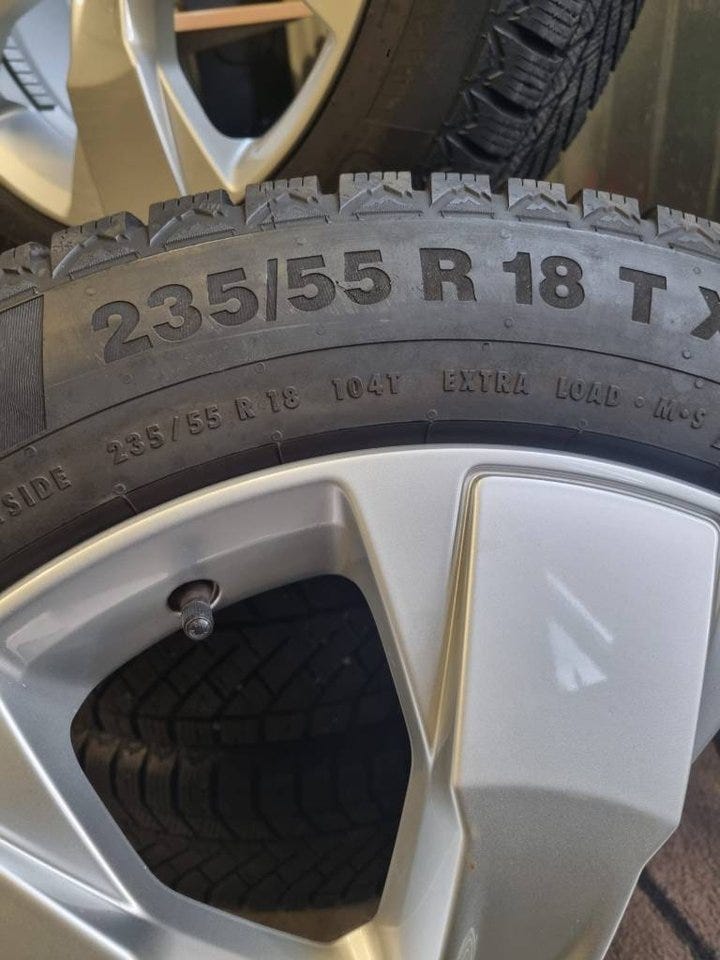 235/55 R 18 T X
SIDE 235/55 R 18 104T EXTRA LOAD • M•S